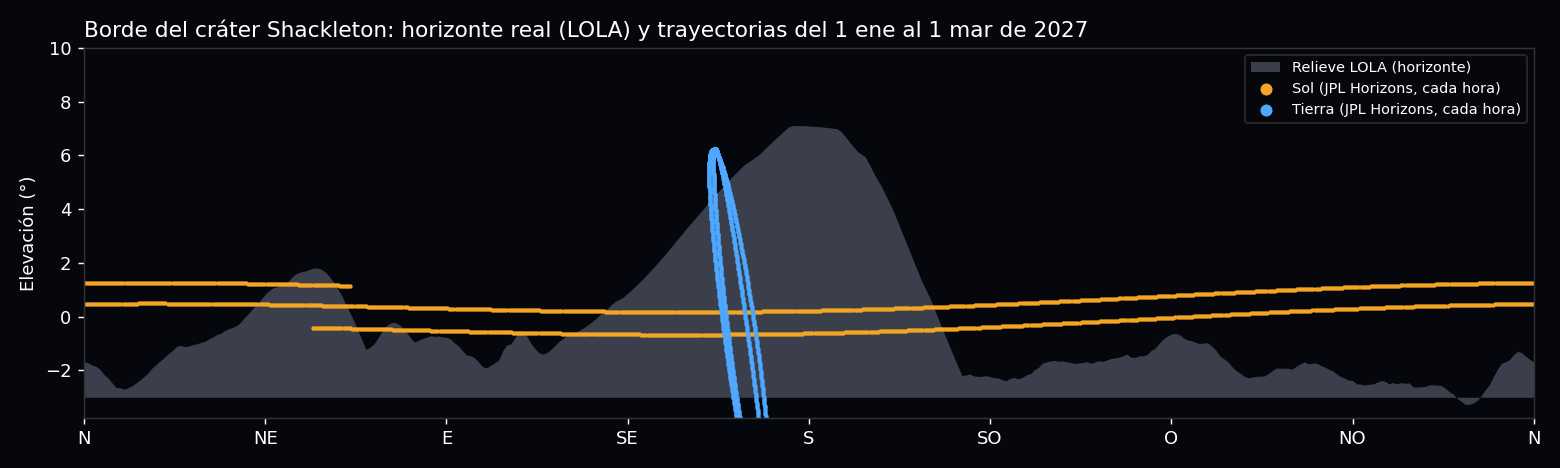 Borde del cráter Shackleton: horizonte real (LOLA) y trayectorias del 1 ene al 1 mar de 2027
Relieve LOLA (horizonte)
Sol (JPL Horizons, cada hora)
Tierra (JPL Horizons, cada hora)
Elevación (°)
10
8
6
4
2
0
−2
N NE E SE S SO O NO N